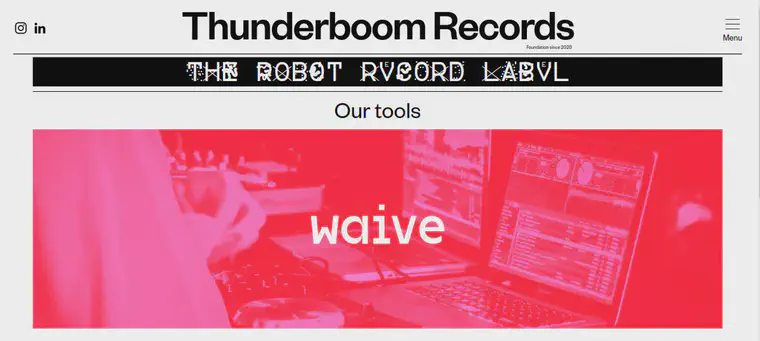 Thunderboom Records
Foundation since 2020
Menu
THE ROBOT RVCORD LABVL
Our tools
waive